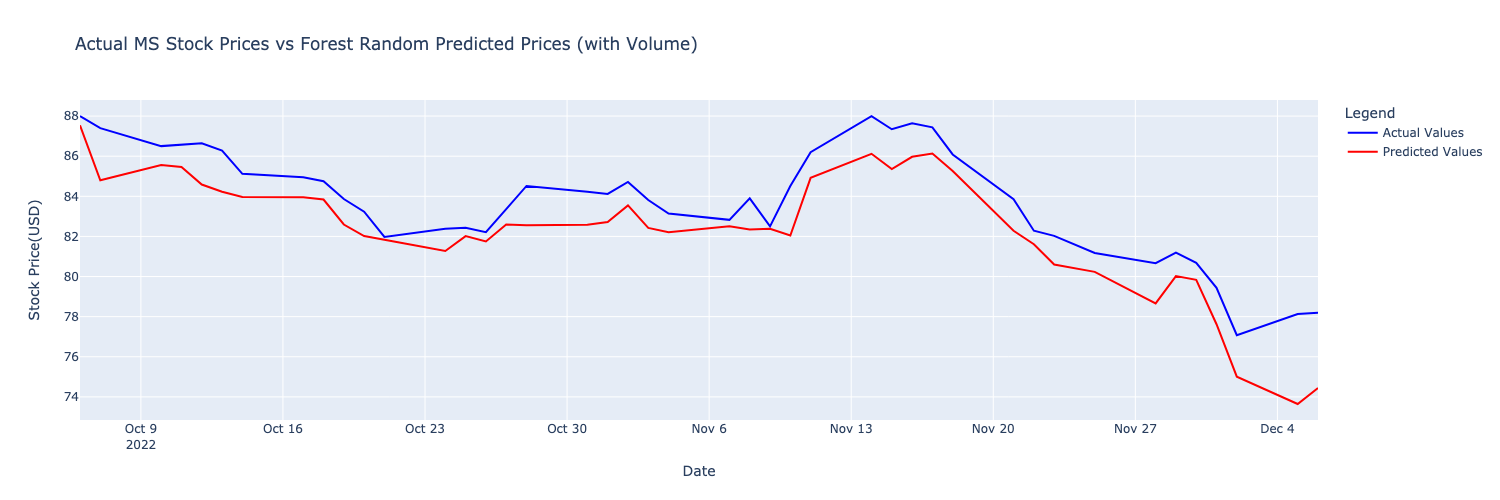 Actual MS Stock Prices vs Forest Random Predicted Prices (with Volume)
Legend
Actual Values
Predicted Values
Stock Price(USD)
88
86
84
82
80
78
76
74
Oct 9
2022
Oct 16
Oct 23
Oct 30
Nov 6
Nov 13
Nov 20
Nov 27
Dec 4
Date